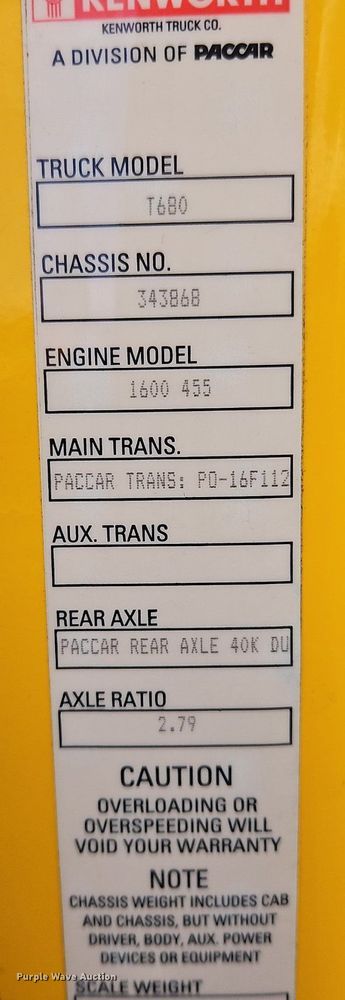 KENWORTH
KENWORTH TRUCK CO.
A DIVISION OF PACCAR
TRUCK MODEL
T680
CHASSIS NO.
343868
ENGINE MODEL
1600 455
MAIN TRANS.
PACCAR TRANS: PO-16F112
AUX. TRANS
REAR AXLE
PACCAR REAR AXLE 40K DU
AXLE RATIO
2.79
CAUTION
OVERLOADING OR
OVERSPEEDING WILL
VOID YOUR WARRANTY
NOTE
CHASSIS WEIGHT INCLUDES CAB
AND CHASSIS, BUT WITHOUT
DRIVER, BODY, AUX. POWER
DEVICES OR EQUIPMENT
SCALE WEIGHT
Purple Wave Auction